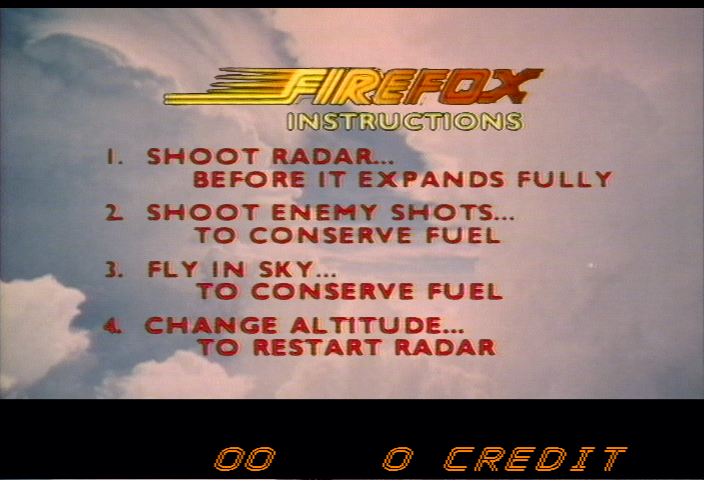 FIREFOX
INSTRUCTIONS
1. SHOOT RADAR...
BEFORE IT EXPANDS FULLY
2. SHOOT ENEMY SHOTS...
TO CONSERVE FUEL
3. FLY IN SKY...
TO CONSERVE FUEL
4. CHANGE ALTITUDE...
TO RESTART RADAR
00 0 CREDIT